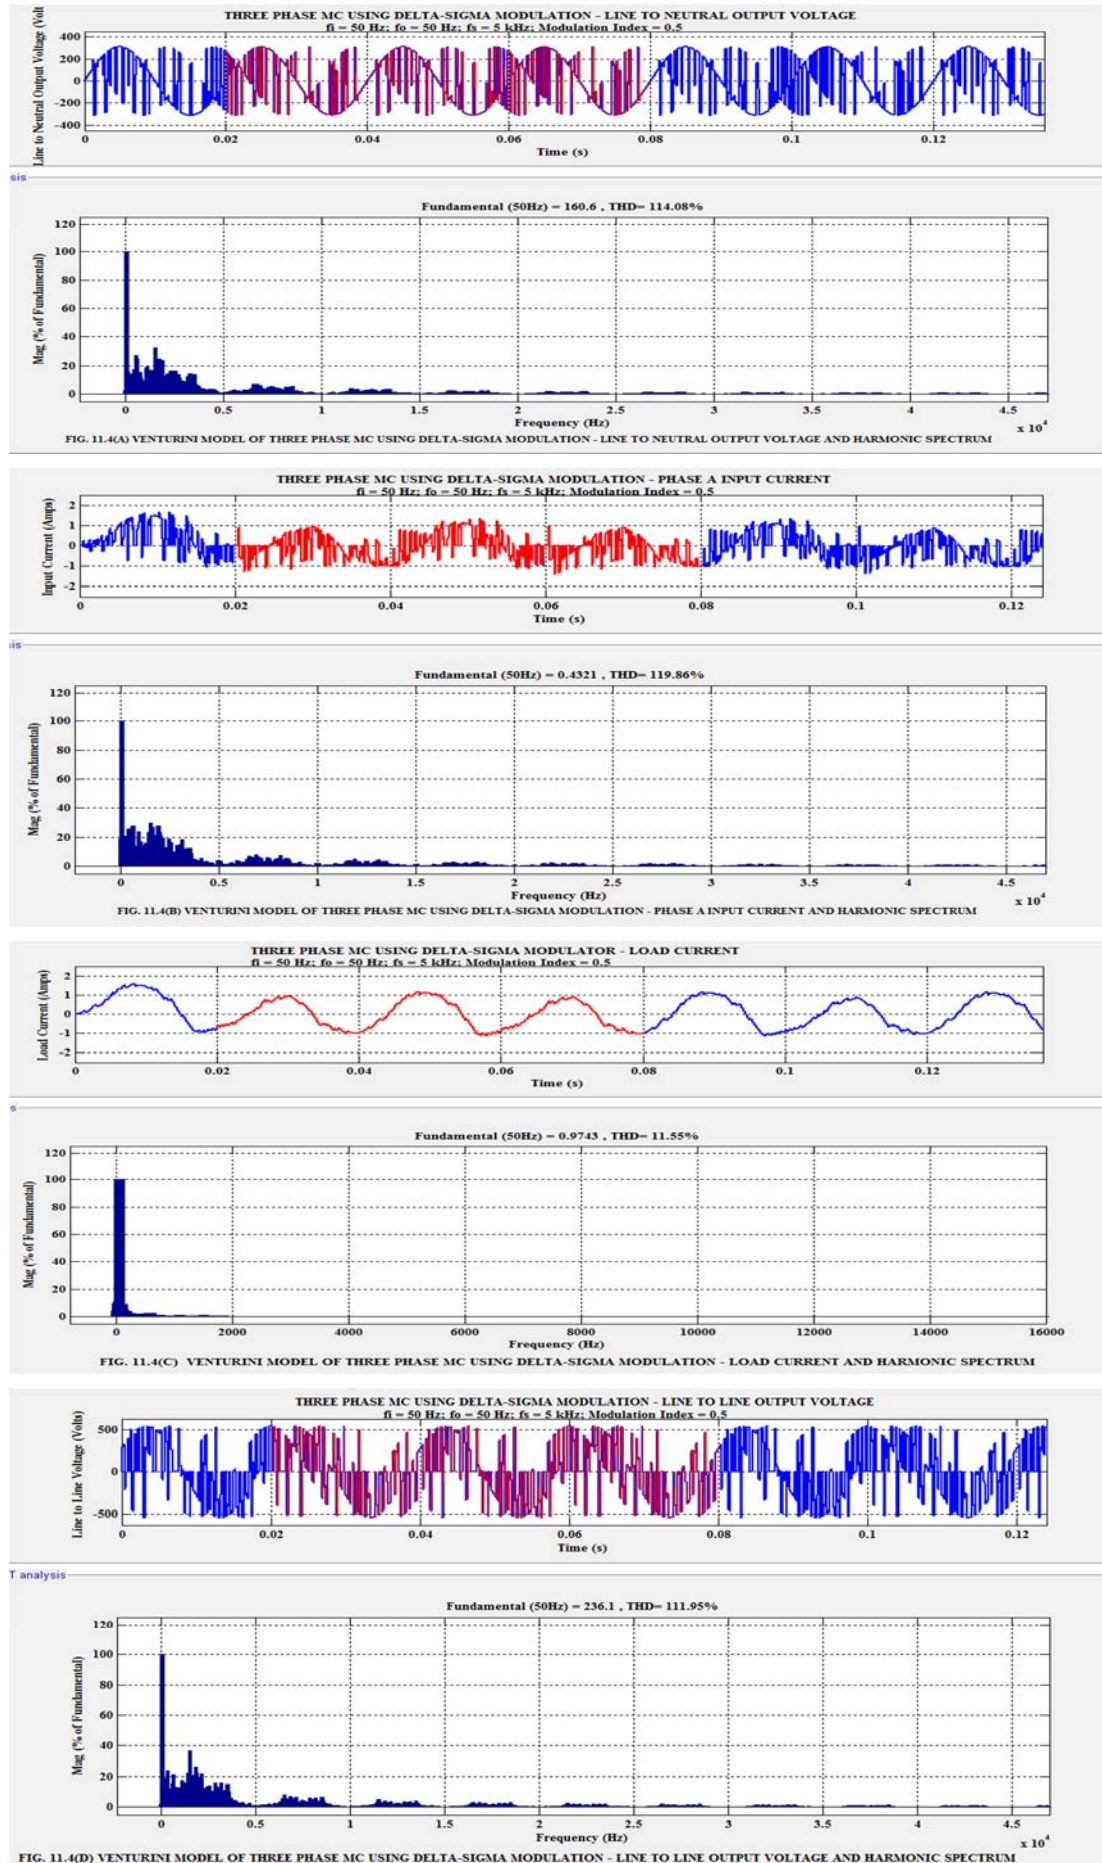 THREE PHASE MC USING DELTA-SIGMA MODULATION - LINE TO NEUTRAL OUTPUT VOLTAGE
fi = 50 Hz; fo = 50 Hz; fs = 5 kHz; Modulation Index = 0.5
Line to Neutral Output Voltage (Volt
400
200
0
-200
-400
0 0.02 0.04 0.06 0.08 0.1 0.12
Time (s)
sis
Fundamental (50Hz) = 160.6 , THD= 114.08%
Mag (% of Fundamental)
120
100
80
60
40
20
0
0 0.5 1 1.5 2 2.5 3 3.5 4 4.5
Frequency (Hz)
x 10⁴
FIG. 11.4(A) VENTURINI MODEL OF THREE PHASE MC USING DELTA-SIGMA MODULATION - LINE TO NEUTRAL OUTPUT VOLTAGE AND HARMONIC SPECTRUM
THREE PHASE MC USING DELTA-SIGMA MODULATION - PHASE A INPUT CURRENT
fi = 50 Hz; fo = 50 Hz; fs = 5 kHz; Modulation Index = 0.5
Input Current (Amps)
2
1
0
-1
-2
0 0.02 0.04 0.06 0.08 0.1 0.12
Time (s)
sis
Fundamental (50Hz) = 0.4321 , THD= 119.86%
Mag (% of Fundamental)
120
100
80
60
40
20
0
0 0.5 1 1.5 2 2.5 3 3.5 4 4.5
Frequency (Hz)
x 10⁴
FIG. 11.4(B) VENTURINI MODEL OF THREE PHASE MC USING DELTA-SIGMA MODULATION - PHASE A INPUT CURRENT AND HARMONIC SPECTRUM
THREE PHASE MC USING DELTA-SIGMA MODULATOR - LOAD CURRENT
fi = 50 Hz; fo = 50 Hz; fs = 5 kHz; Modulation Index = 0.5
Load Current (Amps)
2
1
0
-1
-2
0 0.02 0.04 0.06 0.08 0.1 0.12
Time (s)
s
Fundamental (50Hz) = 0.9743 , THD= 11.55%
Mag (% of Fundamental)
120
100
80
60
40
20
0
0 2000 4000 6000 8000 10000 12000 14000 16000
Frequency (Hz)
FIG. 11.4(C) VENTURINI MODEL OF THREE PHASE MC USING DELTA-SIGMA MODULATION - LOAD CURRENT AND HARMONIC SPECTRUM
THREE PHASE MC USING DELTA-SIGMA MODULATION - LINE TO LINE OUTPUT VOLTAGE
fi = 50 Hz; fo = 50 Hz; fs = 5 kHz; Modulation Index = 0.5
Line to Line Voltage (Volts)
500
0
-500
0 0.02 0.04 0.06 0.08 0.1 0.12
Time (s)
T analysis
Fundamental (50Hz) = 236.1 , THD= 111.95%
Mag (% of Fundamental)
120
100
80
60
40
20
0
0 0.5 1 1.5 2 2.5 3 3.5 4 4.5
Frequency (Hz)
x 10⁴
FIG. 11.4(D) VENTURINI MODEL OF THREE PHASE MC USING DELTA-SIGMA MODULATION - LINE TO LINE OUTPUT VOLTAGE AND HARMONIC SPECTRUM